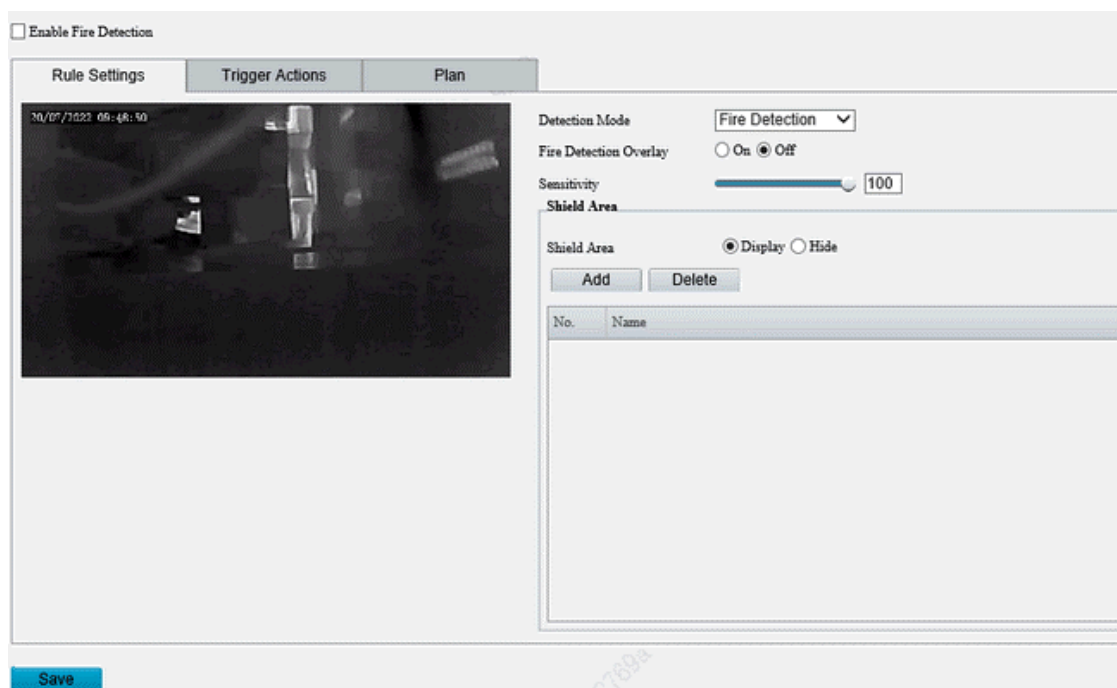 Enable Fire Detection
Rule Settings
Trigger Actions
Plan
20/07/2022 09:48:50
Detection Mode
Fire Detection
Fire Detection Overlay
On
Off
Sensitivity
100
Shield Area
Shield Area
Display
Hide
Add
Delete
No.
Name
Save